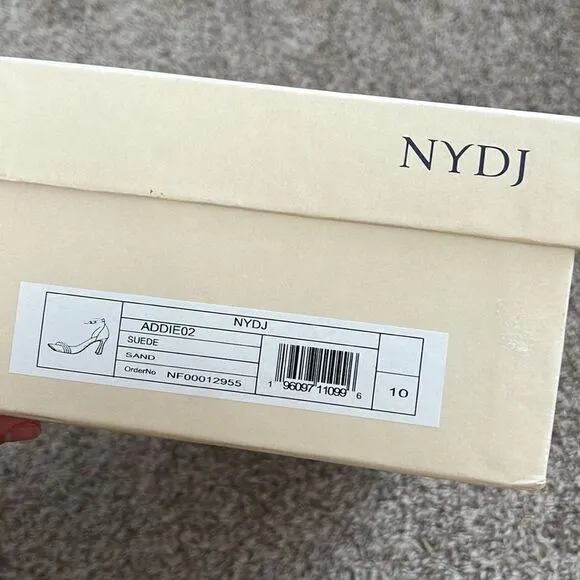 NYDJ
NYDJ
ADDIE02
SUEDE
SAND
OrderNo NF00012955
1 96097 11099 6
10